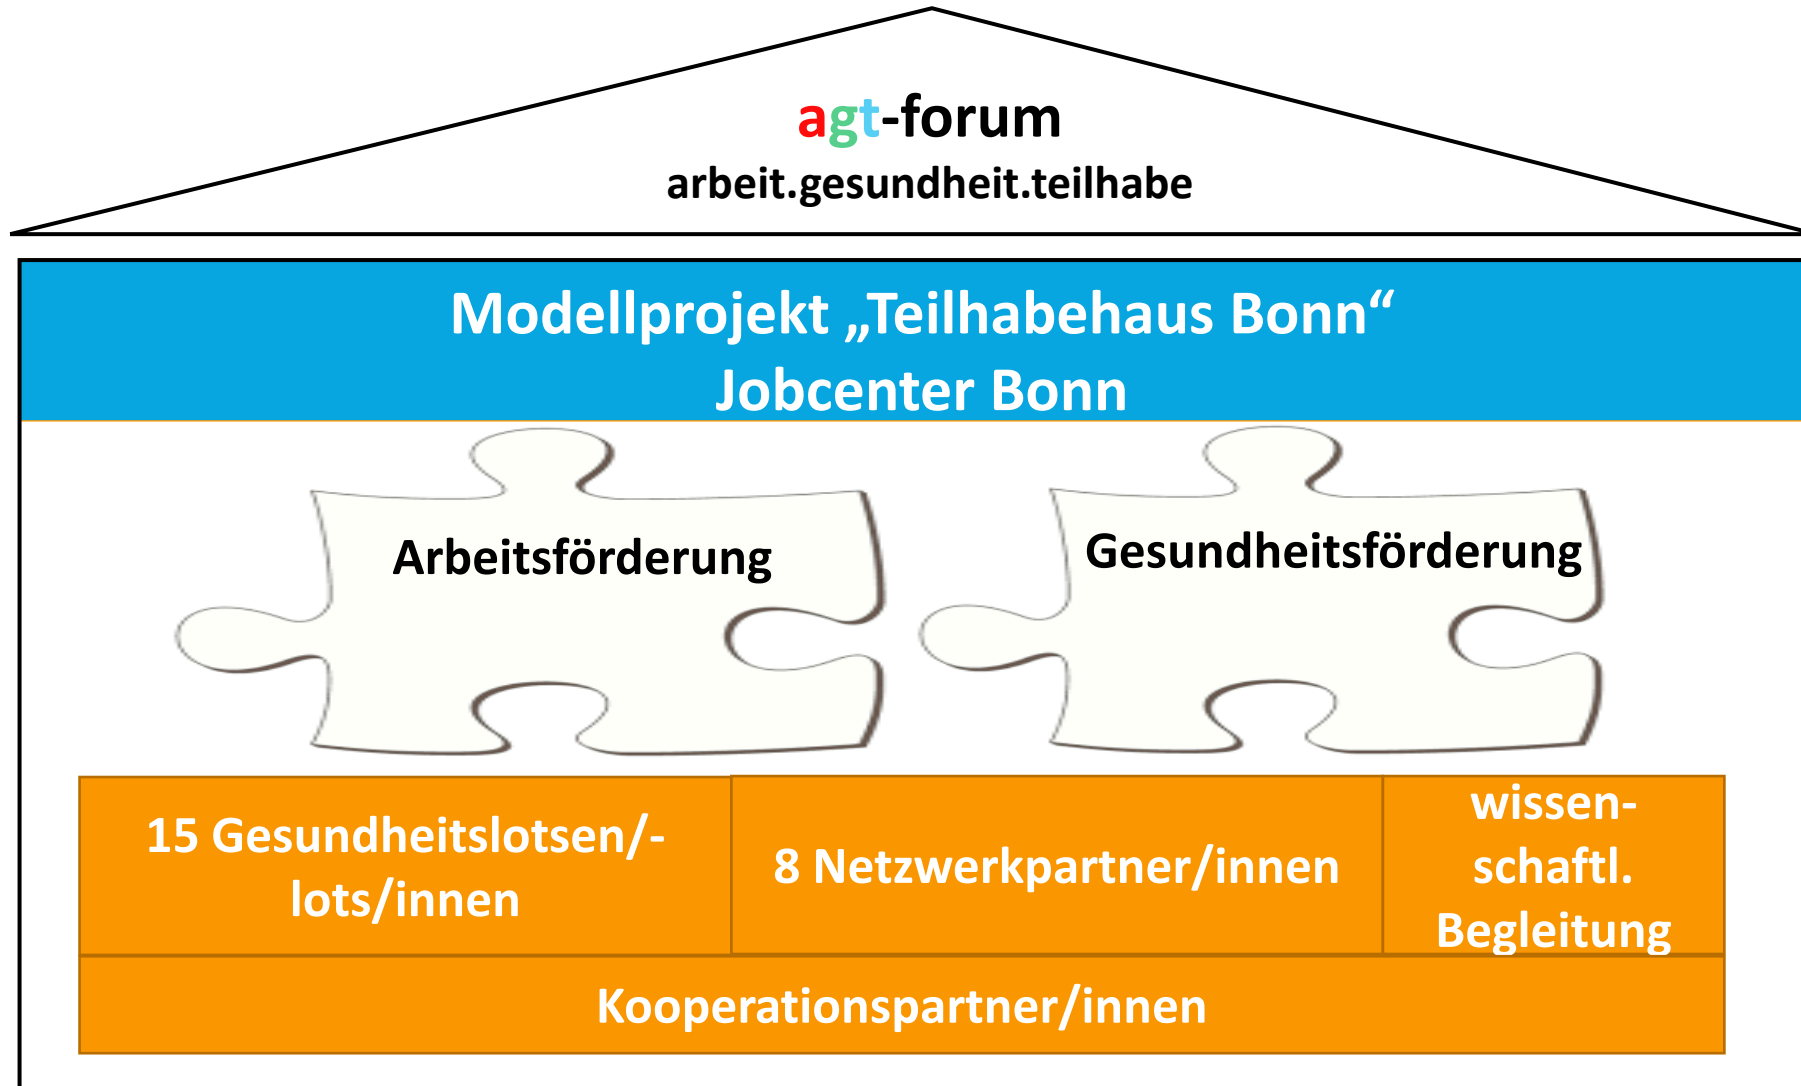 agt-forum
arbeit.gesundheit.teilhabe
Modellprojekt „Teilhabehaus Bonn“
Jobcenter Bonn
Arbeitsförderung
Gesundheitsförderung
15 Gesundheitslotsen/-
lots/innen
8 Netzwerkpartner/innen
wissen-
schaftl.
Begleitung
Kooperationspartner/innen